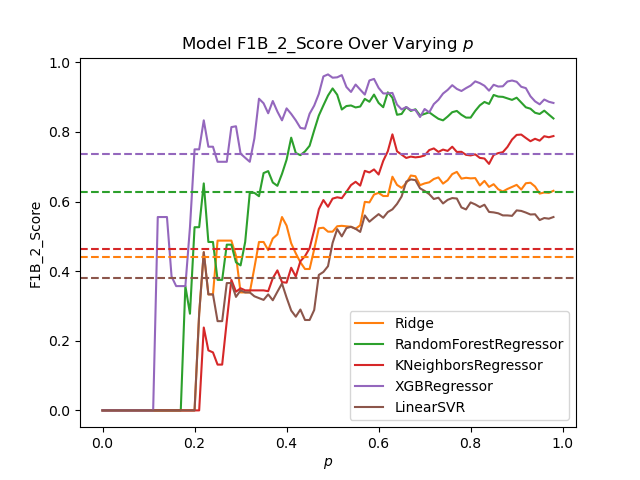 Model F1B_2_Score Over Varying p
F1B_2_Score
1.0
0.8
0.6
0.4
0.2
0.0
0.0 0.2 0.4 0.6 0.8 1.0
p
Ridge
RandomForestRegressor
KNeighborsRegressor
XGBRegressor
LinearSVR